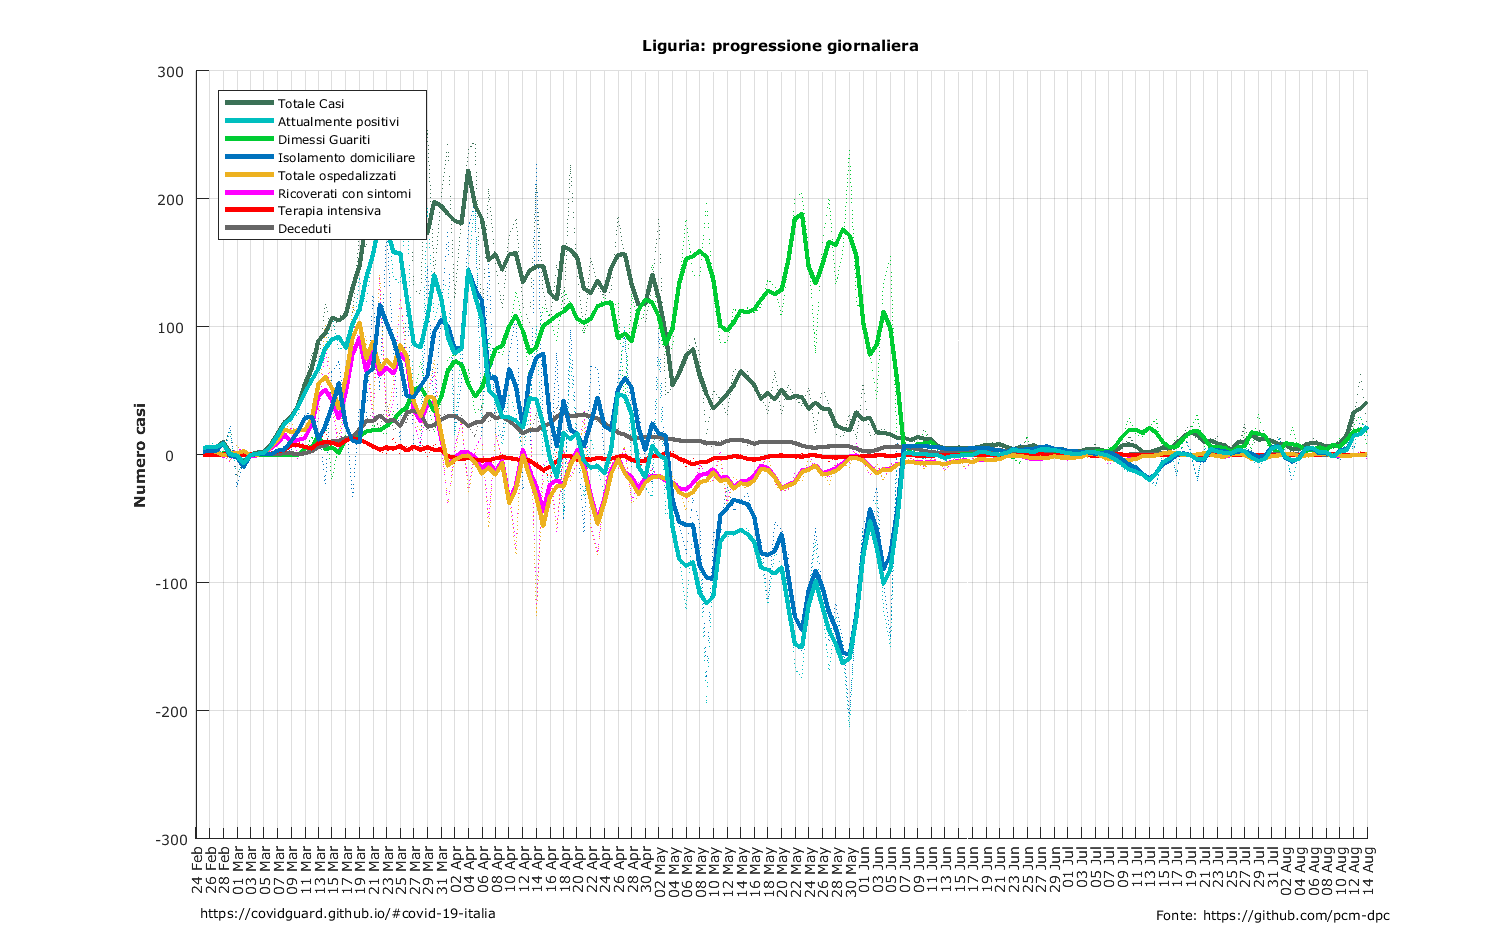 Liguria: progressione giornaliera
300
200
100
0
-100
-200
-300
Numero casi
Totale Casi
Attualmente positivi
Dimessi Guariti
Isolamento domiciliare
Totale ospedalizzati
Ricoverati con sintomi
Terapia intensiva
Deceduti
24 Feb
26 Feb
28 Feb
01 Mar
03 Mar
05 Mar
07 Mar
09 Mar
11 Mar
13 Mar
15 Mar
17 Mar
19 Mar
21 Mar
23 Mar
25 Mar
27 Mar
29 Mar
31 Mar
02 Apr
04 Apr
06 Apr
08 Apr
10 Apr
12 Apr
14 Apr
16 Apr
18 Apr
20 Apr
22 Apr
24 Apr
26 Apr
28 Apr
30 Apr
02 May
04 May
06 May
08 May
10 May
12 May
14 May
16 May
18 May
20 May
22 May
24 May
26 May
28 May
30 May
01 Jun
03 Jun
05 Jun
07 Jun
09 Jun
11 Jun
13 Jun
15 Jun
17 Jun
19 Jun
21 Jun
23 Jun
25 Jun
27 Jun
29 Jun
01 Jul
03 Jul
05 Jul
07 Jul
09 Jul
11 Jul
13 Jul
15 Jul
17 Jul
19 Jul
21 Jul
23 Jul
25 Jul
27 Jul
29 Jul
31 Jul
02 Aug
04 Aug
06 Aug
08 Aug
10 Aug
12 Aug
14 Aug
https://covidguard.github.io/#covid-19-italia
Fonte: https://github.com/pcm-dpc